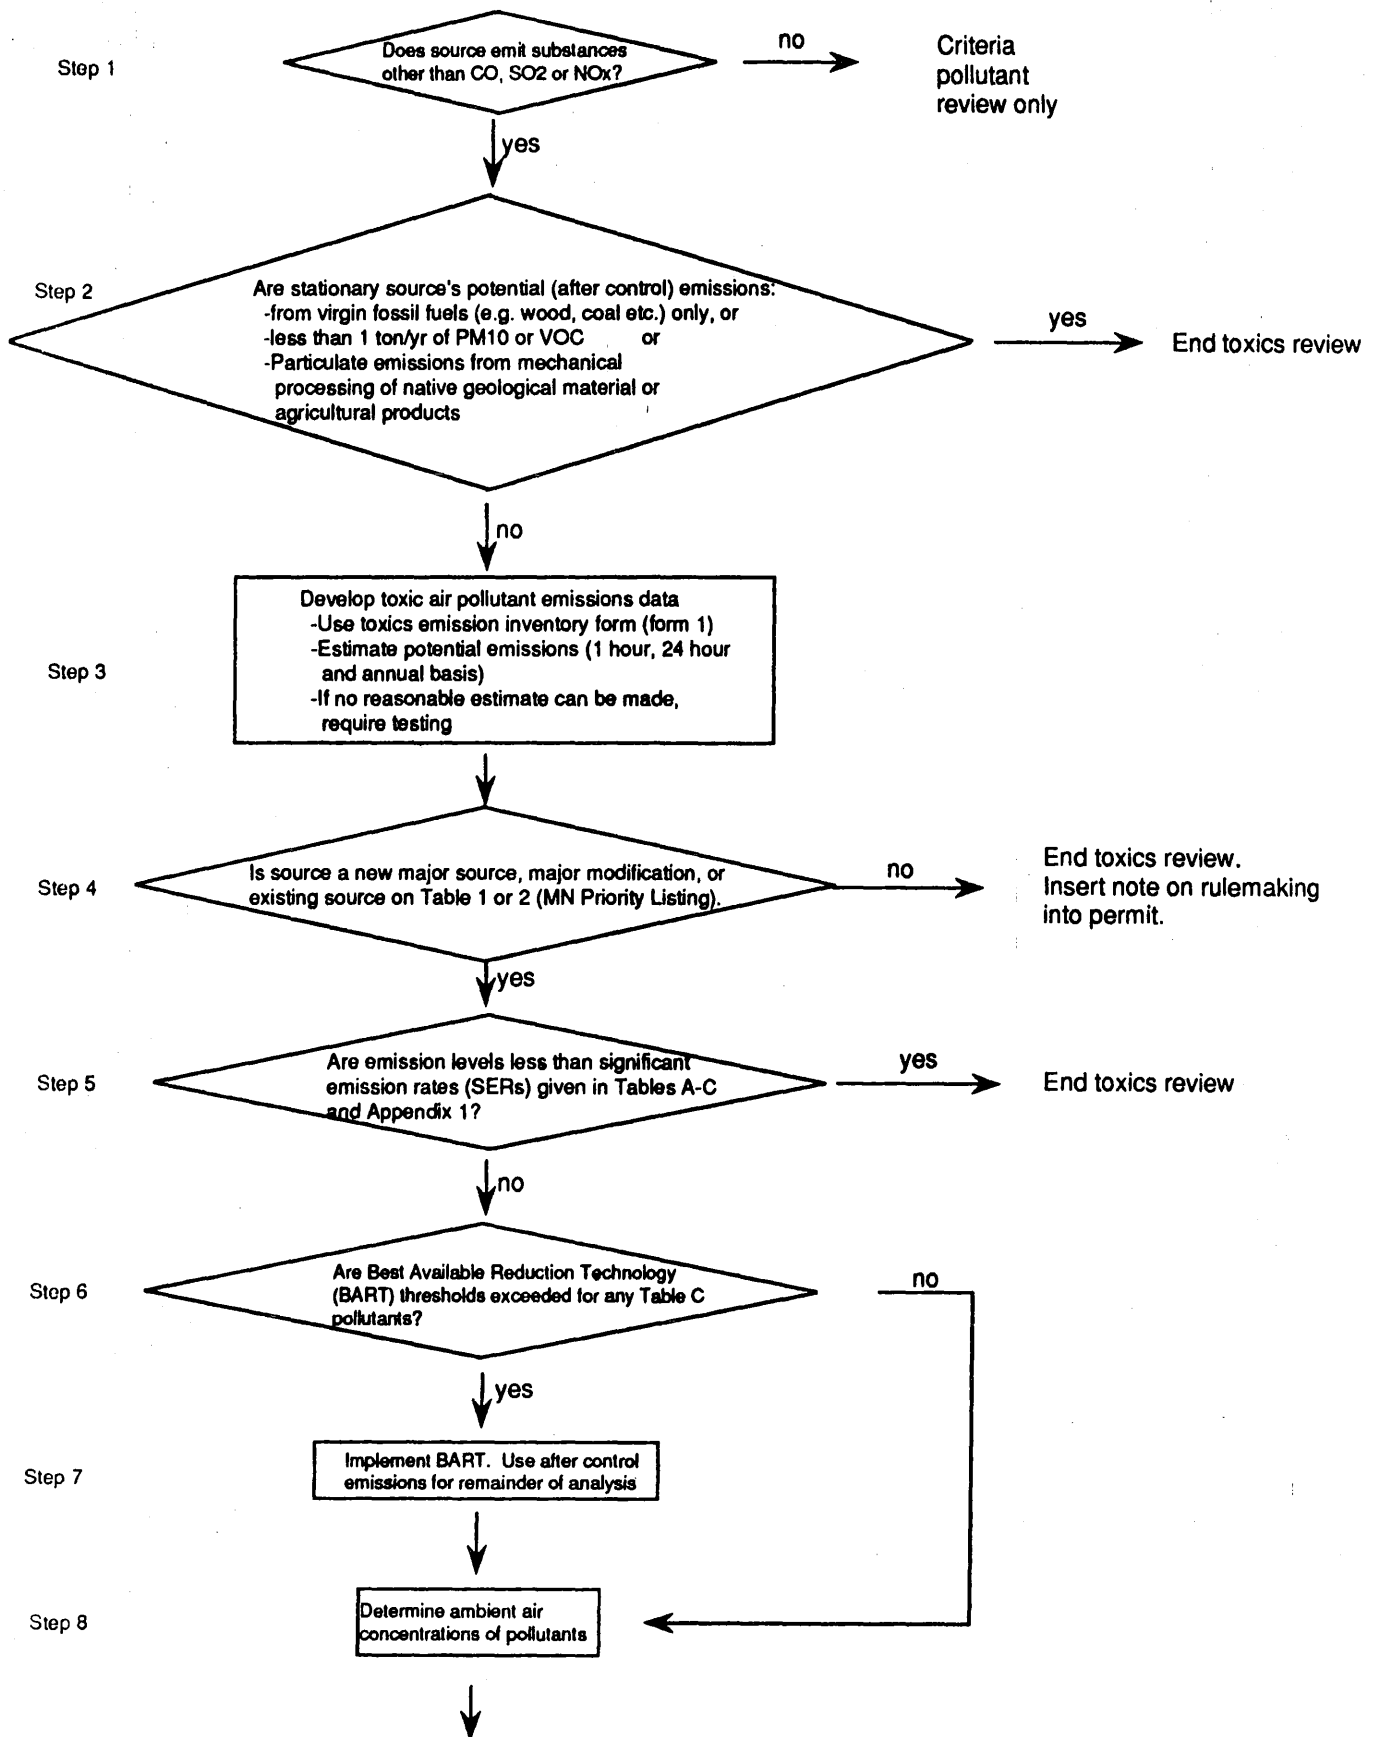 Step 1
Does source emit substances
other than CO, SO2 or NOx?
no
Criteria
pollutant
review only
yes
Step 2
Are stationary source's potential (after control) emissions:
-from virgin fossil fuels (e.g. wood, coal etc.) only, or
-less than 1 ton/yr of PM10 or VOC or
-Particulate emissions from mechanical
processing of native geological material or
agricultural products
yes
End toxics review
no
Step 3
Develop toxic air pollutant emissions data
-Use toxics emission inventory form (form 1)
-Estimate potential emissions (1 hour, 24 hour
and annual basis)
-If no reasonable estimate can be made,
require testing
Step 4
Is source a new major source, major modification, or
existing source on Table 1 or 2 (MN Priority Listing).
no
End toxics review.
Insert note on rulemaking
into permit.
yes
Step 5
Are emission levels less than significant
emission rates (SERs) given in Tables A-C
and Appendix 1?
yes
End toxics review
no
Step 6
Are Best Available Reduction Technology
(BART) thresholds exceeded for any Table C
pollutants?
no
yes
Step 7
Implement BART. Use after control
emissions for remainder of analysis
Step 8
Determine ambient air
concentrations of pollutants